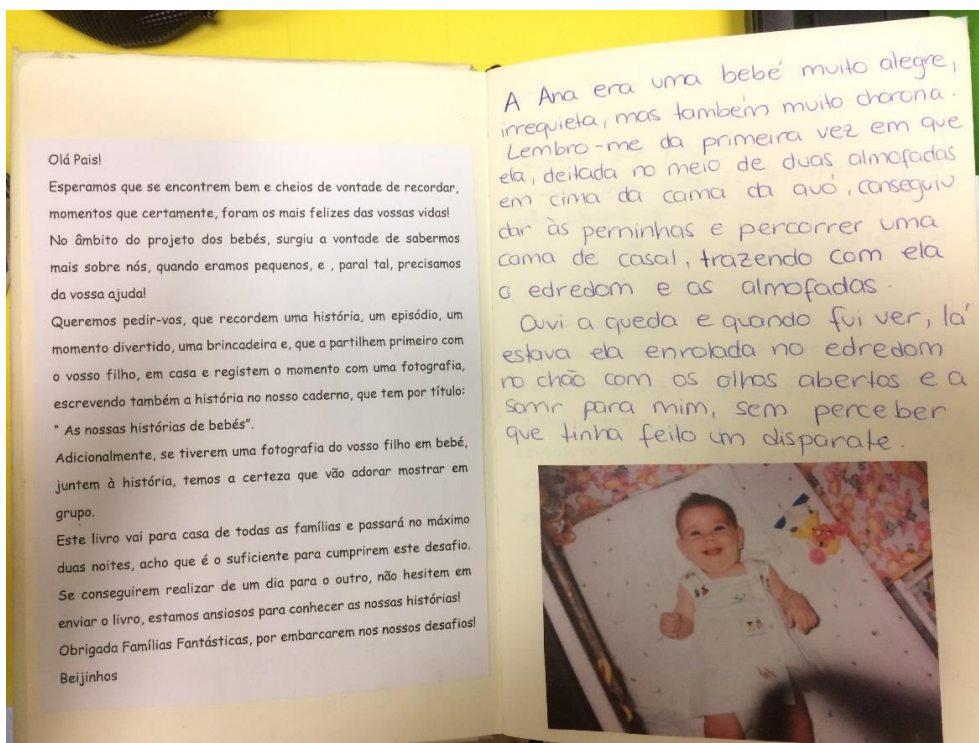 Olá Pais!
Esperamos que se encontrem bem e cheios de vontade de recordar,
momentos que certamente, foram os mais felizes das vossas vidas!
No âmbito do projeto dos bebés, surgiu a vontade de sabermos
mais sobre nós, quando eramos pequenos, e , paral tal, precisamos
da vossa ajuda!
Queremos pedir-vos, que recordem uma história, um episódio, um
momento divertido, uma brincadeira e, que a partilhem primeiro com
o vosso filho, em casa e registem o momento com uma fotografia,
escrevendo também a história no nosso caderno, que tem por título:
“ As nossas histórias de bebés”.
Adicionalmente, se tiverem uma fotografia do vosso filho em bebé,
juntem à história, temos a certeza que vão adorar mostrar em
grupo.
Este livro vai para casa de todas as famílias e passará no máximo
duas noites, acho que é o suficiente para cumprirem este desafio.
Se conseguirem realizar de um dia para o outro, não hesitem em
enviar o livro, estamos ansiosos para conhecer as nossas histórias!
Obrigada Famílias Fantásticas, por embarcarem nos nossos desafios!
Beijinhos
A Ana era uma bebé muito alegre,
irrequieta, mas também muito chorona.
Lembro-me da primeira vez em que
ela, deitada no meio de duas almofadas
em cima da cama da avó, conseguiu
dar às perninhas e percorrer uma
cama de casal, trazendo com ela
o edredom e as almofadas.
Ouvi a queda e quando fui ver, lá
estava ela enrolada no edredom
no chão com os olhos abertos e a
sorrir para mim, sem perceber
que tinha feito um disparate.